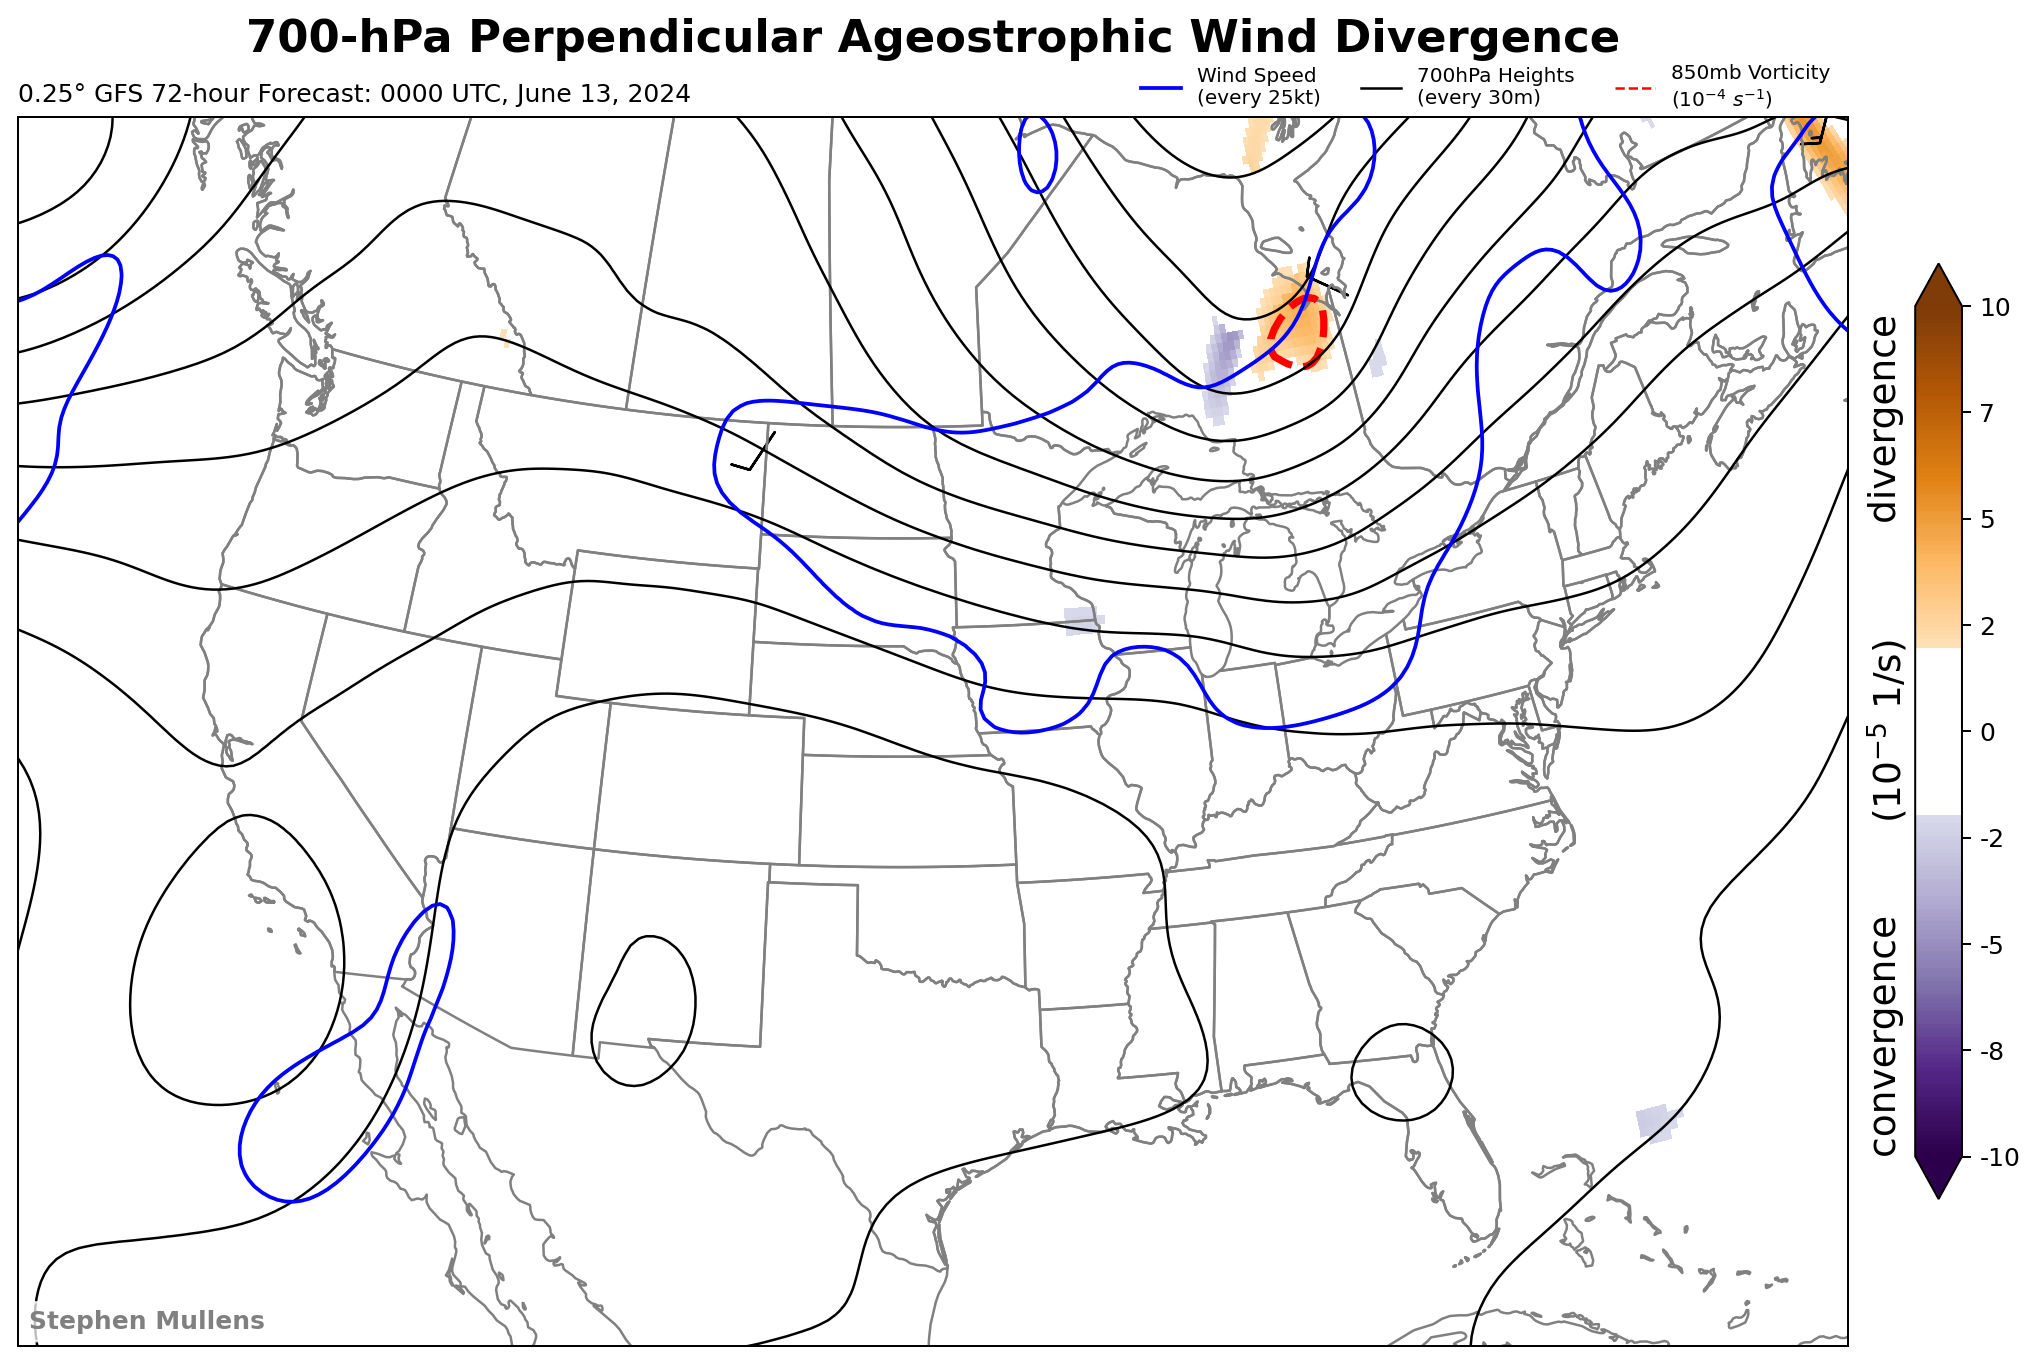 700-hPa Perpendicular Ageostrophic Wind Divergence
0.25° GFS 72-hour Forecast: 0000 UTC, June 13, 2024
Wind Speed
(every 25kt)
700hPa Heights
(every 30m)
850mb Vorticity
(10⁻⁴ s⁻¹)
10
7
5
2
0
-2
-5
-8
-10
convergence (10⁻⁵ 1/s) divergence
Stephen Mullens